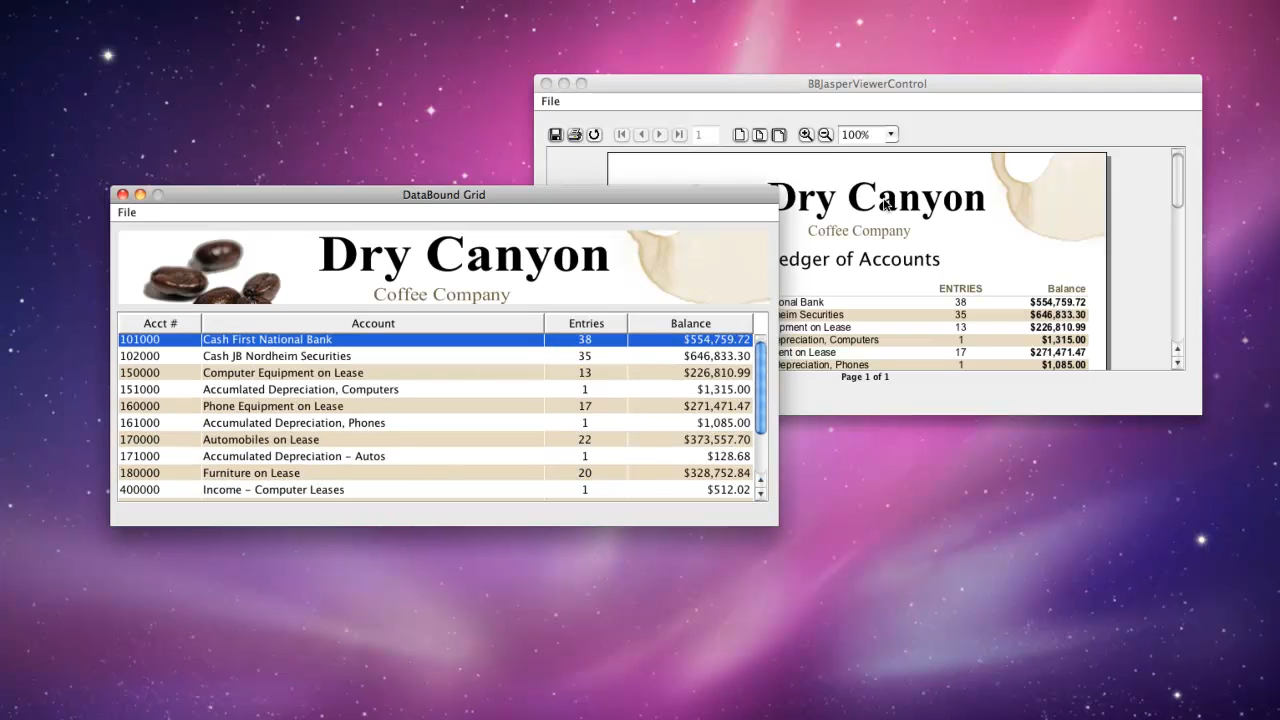 BBJasperViewerControl
File
1
100%
Dry Canyon
Coffee Company
edger of Accounts
ENTRIES Balance
onal Bank 38 $554,759.72
heim Securities 35 $646,833.30
pment on Lease 13 $226,810.99
preciation, Computers 1 $1,315.00
ent on Lease 17 $271,471.47
epreciation, Phones 1 $1,085.00
Page 1 of 1
DataBound Grid
File
Dry Canyon
Coffee Company
Acct # Account Entries Balance
101000 Cash First National Bank 38 $554,759.72
102000 Cash JB Nordheim Securities 35 $646,833.30
150000 Computer Equipment on Lease 13 $226,810.99
151000 Accumlated Depreciation, Computers 1 $1,315.00
160000 Phone Equipment on Lease 17 $271,471.47
161000 Accumulated Depreciation, Phones 1 $1,085.00
170000 Automobiles on Lease 22 $373,557.70
171000 Accumulated Depreciation - Autos 1 $128.68
180000 Furniture on Lease 20 $328,752.84
400000 Income - Computer Leases 1 $512.02